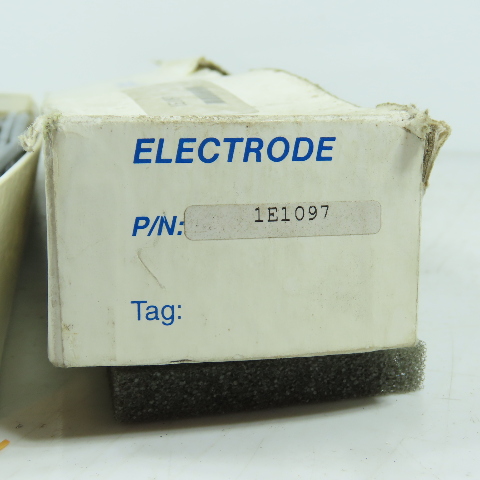 ELECTRODE
P/N: 1E1097
Tag: